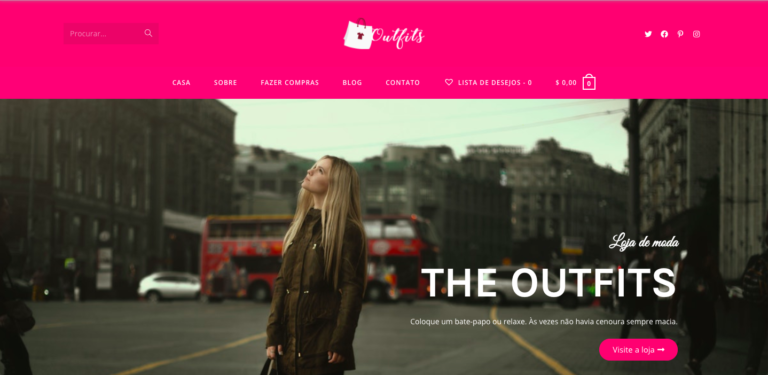 Procurar...
Outfits
CASA
SOBRE
FAZER COMPRAS
BLOG
CONTATO
LISTA DE DESEJOS - 0
$ 0,00
0
Loja de moda
THE OUTFITS
Coloque um bate-papo ou relaxe. Às vezes não havia cenoura sempre macia.
Visite a loja